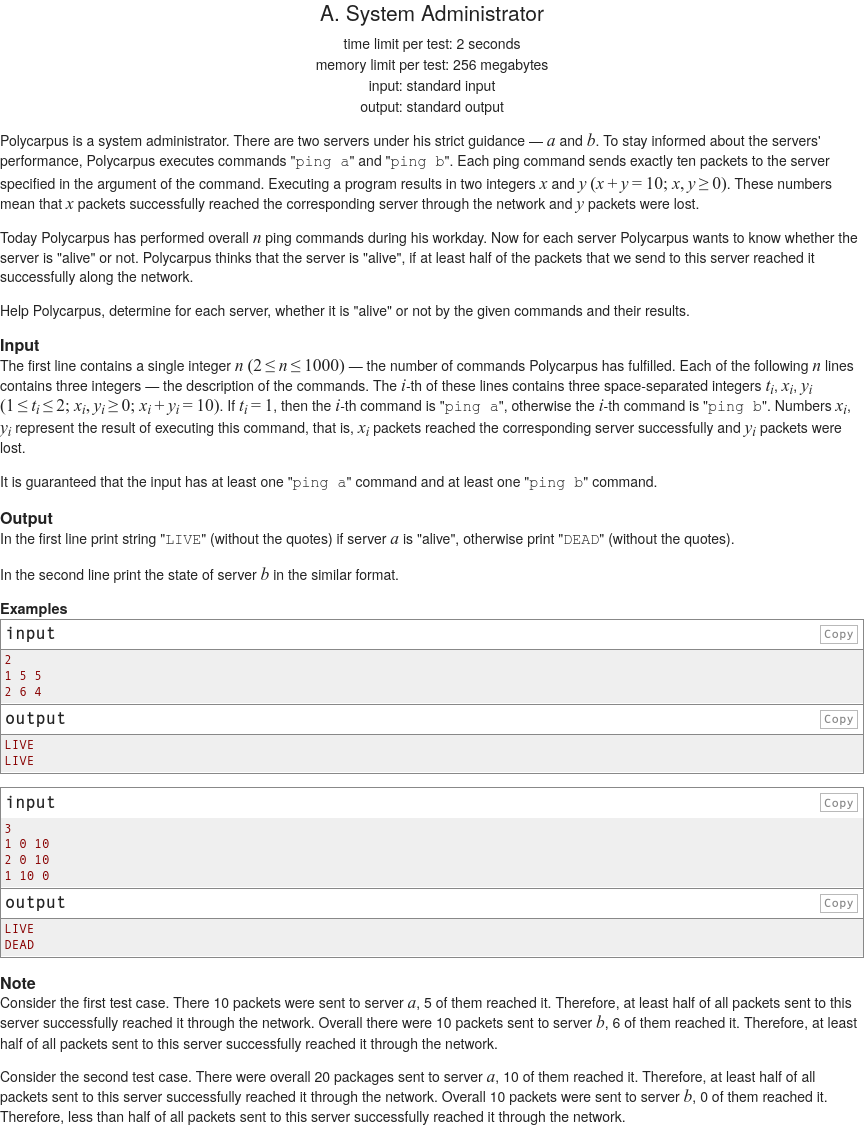 A. System Administrator
time limit per test: 2 seconds
memory limit per test: 256 megabytes
input: standard input
output: standard output
Polycarpus is a system administrator. There are two servers under his strict guidance — a and b. To stay informed about the servers'
performance, Polycarpus executes commands "ping a" and "ping b". Each ping command sends exactly ten packets to the server
specified in the argument of the command. Executing a program results in two integers x and y (x + y = 10; x, y ≥ 0). These numbers
mean that x packets successfully reached the corresponding server through the network and y packets were lost.
Today Polycarpus has performed overall n ping commands during his workday. Now for each server Polycarpus wants to know whether the
server is "alive" or not. Polycarpus thinks that the server is "alive", if at least half of the packets that we send to this server reached it
successfully along the network.
Help Polycarpus, determine for each server, whether it is "alive" or not by the given commands and their results.
Input
The first line contains a single integer n (2 ≤ n ≤ 1000) — the number of commands Polycarpus has fulfilled. Each of the following n lines
contains three integers — the description of the commands. The i-th of these lines contains three space-separated integers tᵢ, xᵢ, yᵢ
(1 ≤ tᵢ ≤ 2; xᵢ, yᵢ ≥ 0; xᵢ + yᵢ = 10). If tᵢ = 1, then the i-th command is "ping a", otherwise the i-th command is "ping b". Numbers xᵢ,
yᵢ represent the result of executing this command, that is, xᵢ packets reached the corresponding server successfully and yᵢ packets were
lost.
It is guaranteed that the input has at least one "ping a" command and at least one "ping b" command.
Output
In the first line print string "LIVE" (without the quotes) if server a is "alive", otherwise print "DEAD" (without the quotes).
In the second line print the state of server b in the similar format.
Examples
input Copy
2
1 5 5
2 6 4
output Copy
LIVE
LIVE
input Copy
3
1 0 10
2 0 10
1 10 0
output Copy
LIVE
DEAD
Note
Consider the first test case. There 10 packets were sent to server a, 5 of them reached it. Therefore, at least half of all packets sent to this
server successfully reached it through the network. Overall there were 10 packets sent to server b, 6 of them reached it. Therefore, at least
half of all packets sent to this server successfully reached it through the network.
Consider the second test case. There were overall 20 packages sent to server a, 10 of them reached it. Therefore, at least half of all
packets sent to this server successfully reached it through the network. Overall 10 packets were sent to server b, 0 of them reached it.
Therefore, less than half of all packets sent to this server successfully reached it through the network.